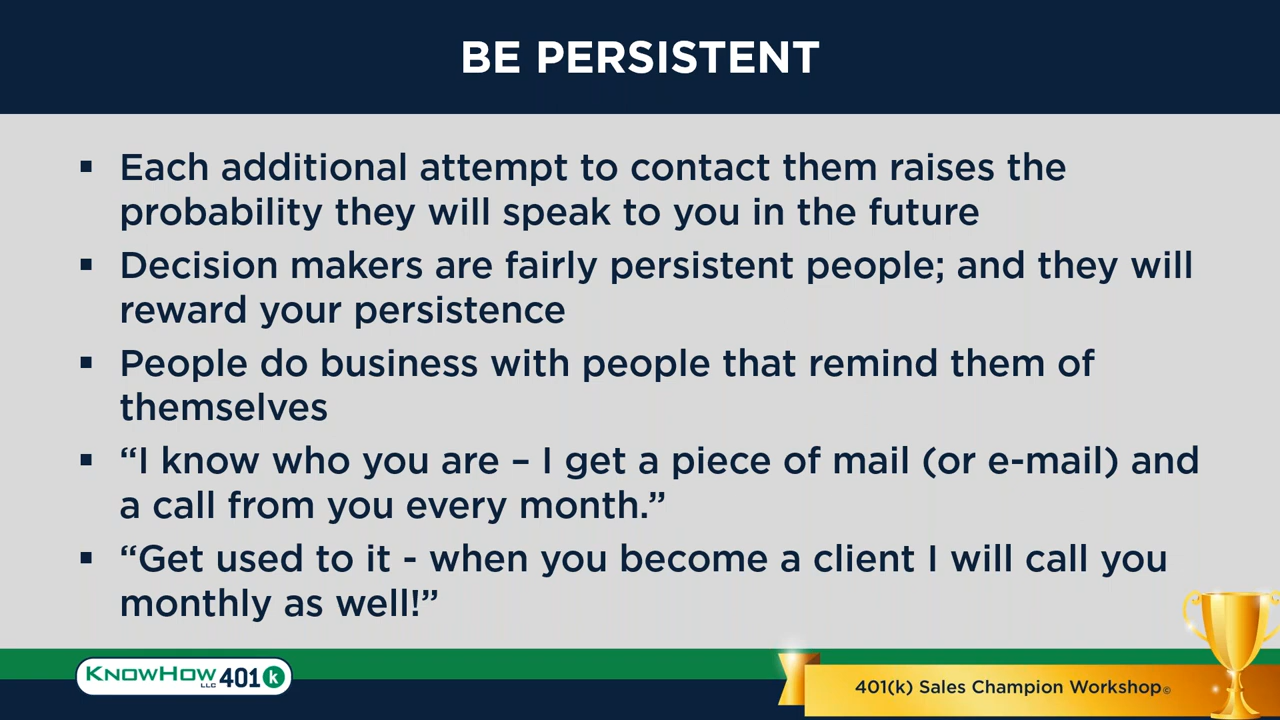 BE PERSISTENT
▪ Each additional attempt to contact them raises the
probability they will speak to you in the future
▪ Decision makers are fairly persistent people; and they will
reward your persistence
▪ People do business with people that remind them of
themselves
▪ “I know who you are – I get a piece of mail (or e-mail) and
a call from you every month.”
▪ “Get used to it - when you become a client I will call you
monthly as well!”
KNOWHOW LLC 401 k
401(k) Sales Champion Workshop©